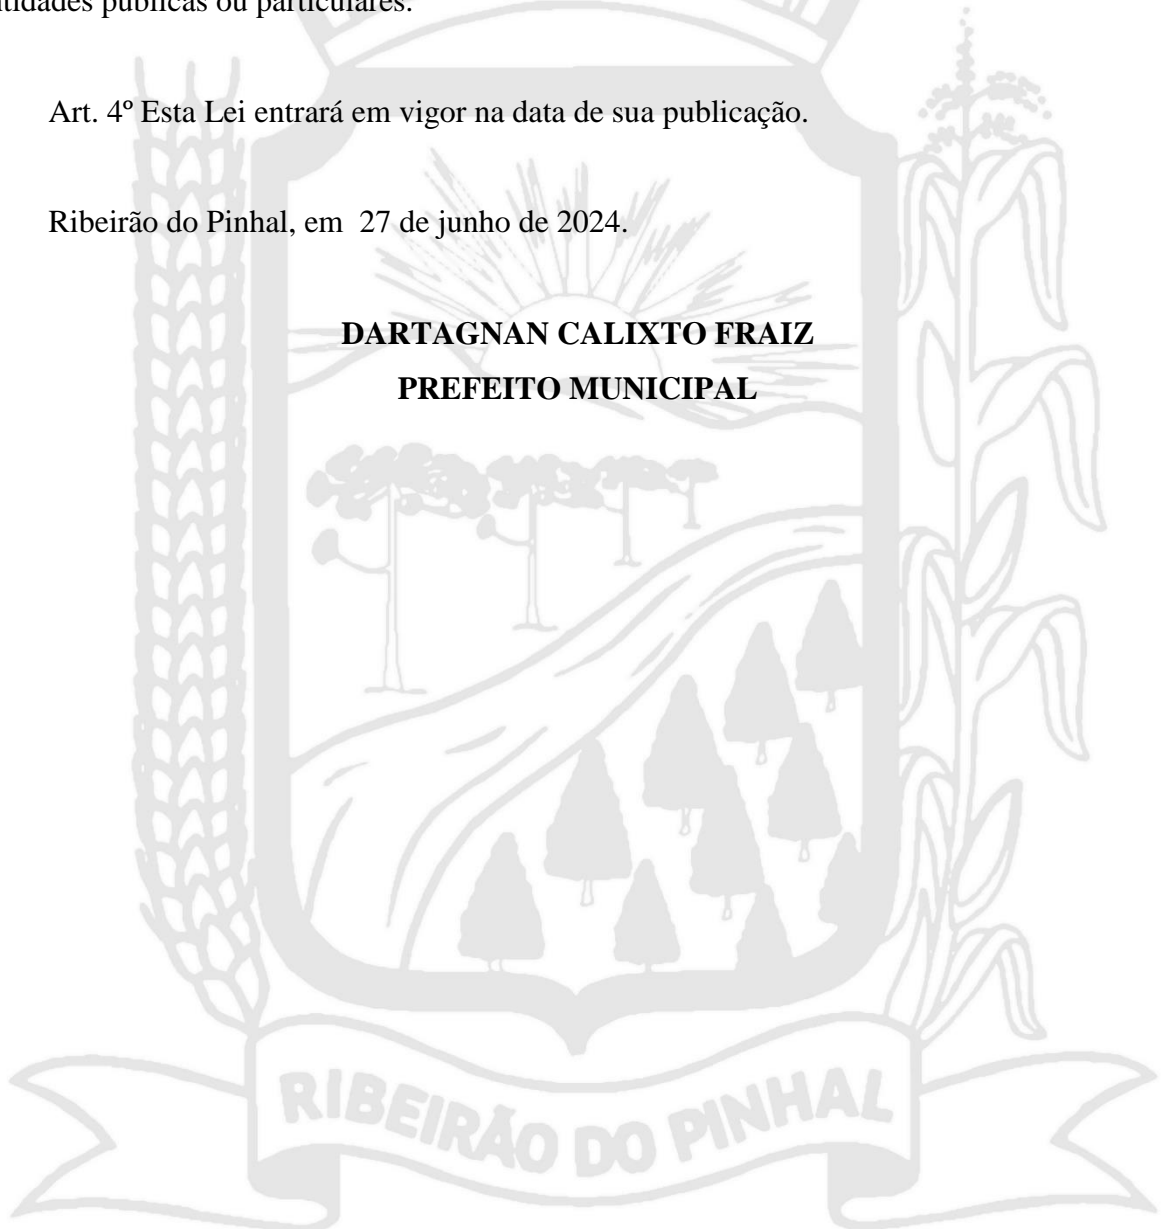 públicas ou particulares.
Art. 4º Esta Lei entrará em vigor na data de sua publicação.
Ribeirão do Pinhal, em 27 de junho de 2024.
DARTAGNAN CALIXTO FRAIZ
PREFEITO MUNICIPAL
RIBEIRÃO DO PINHAL